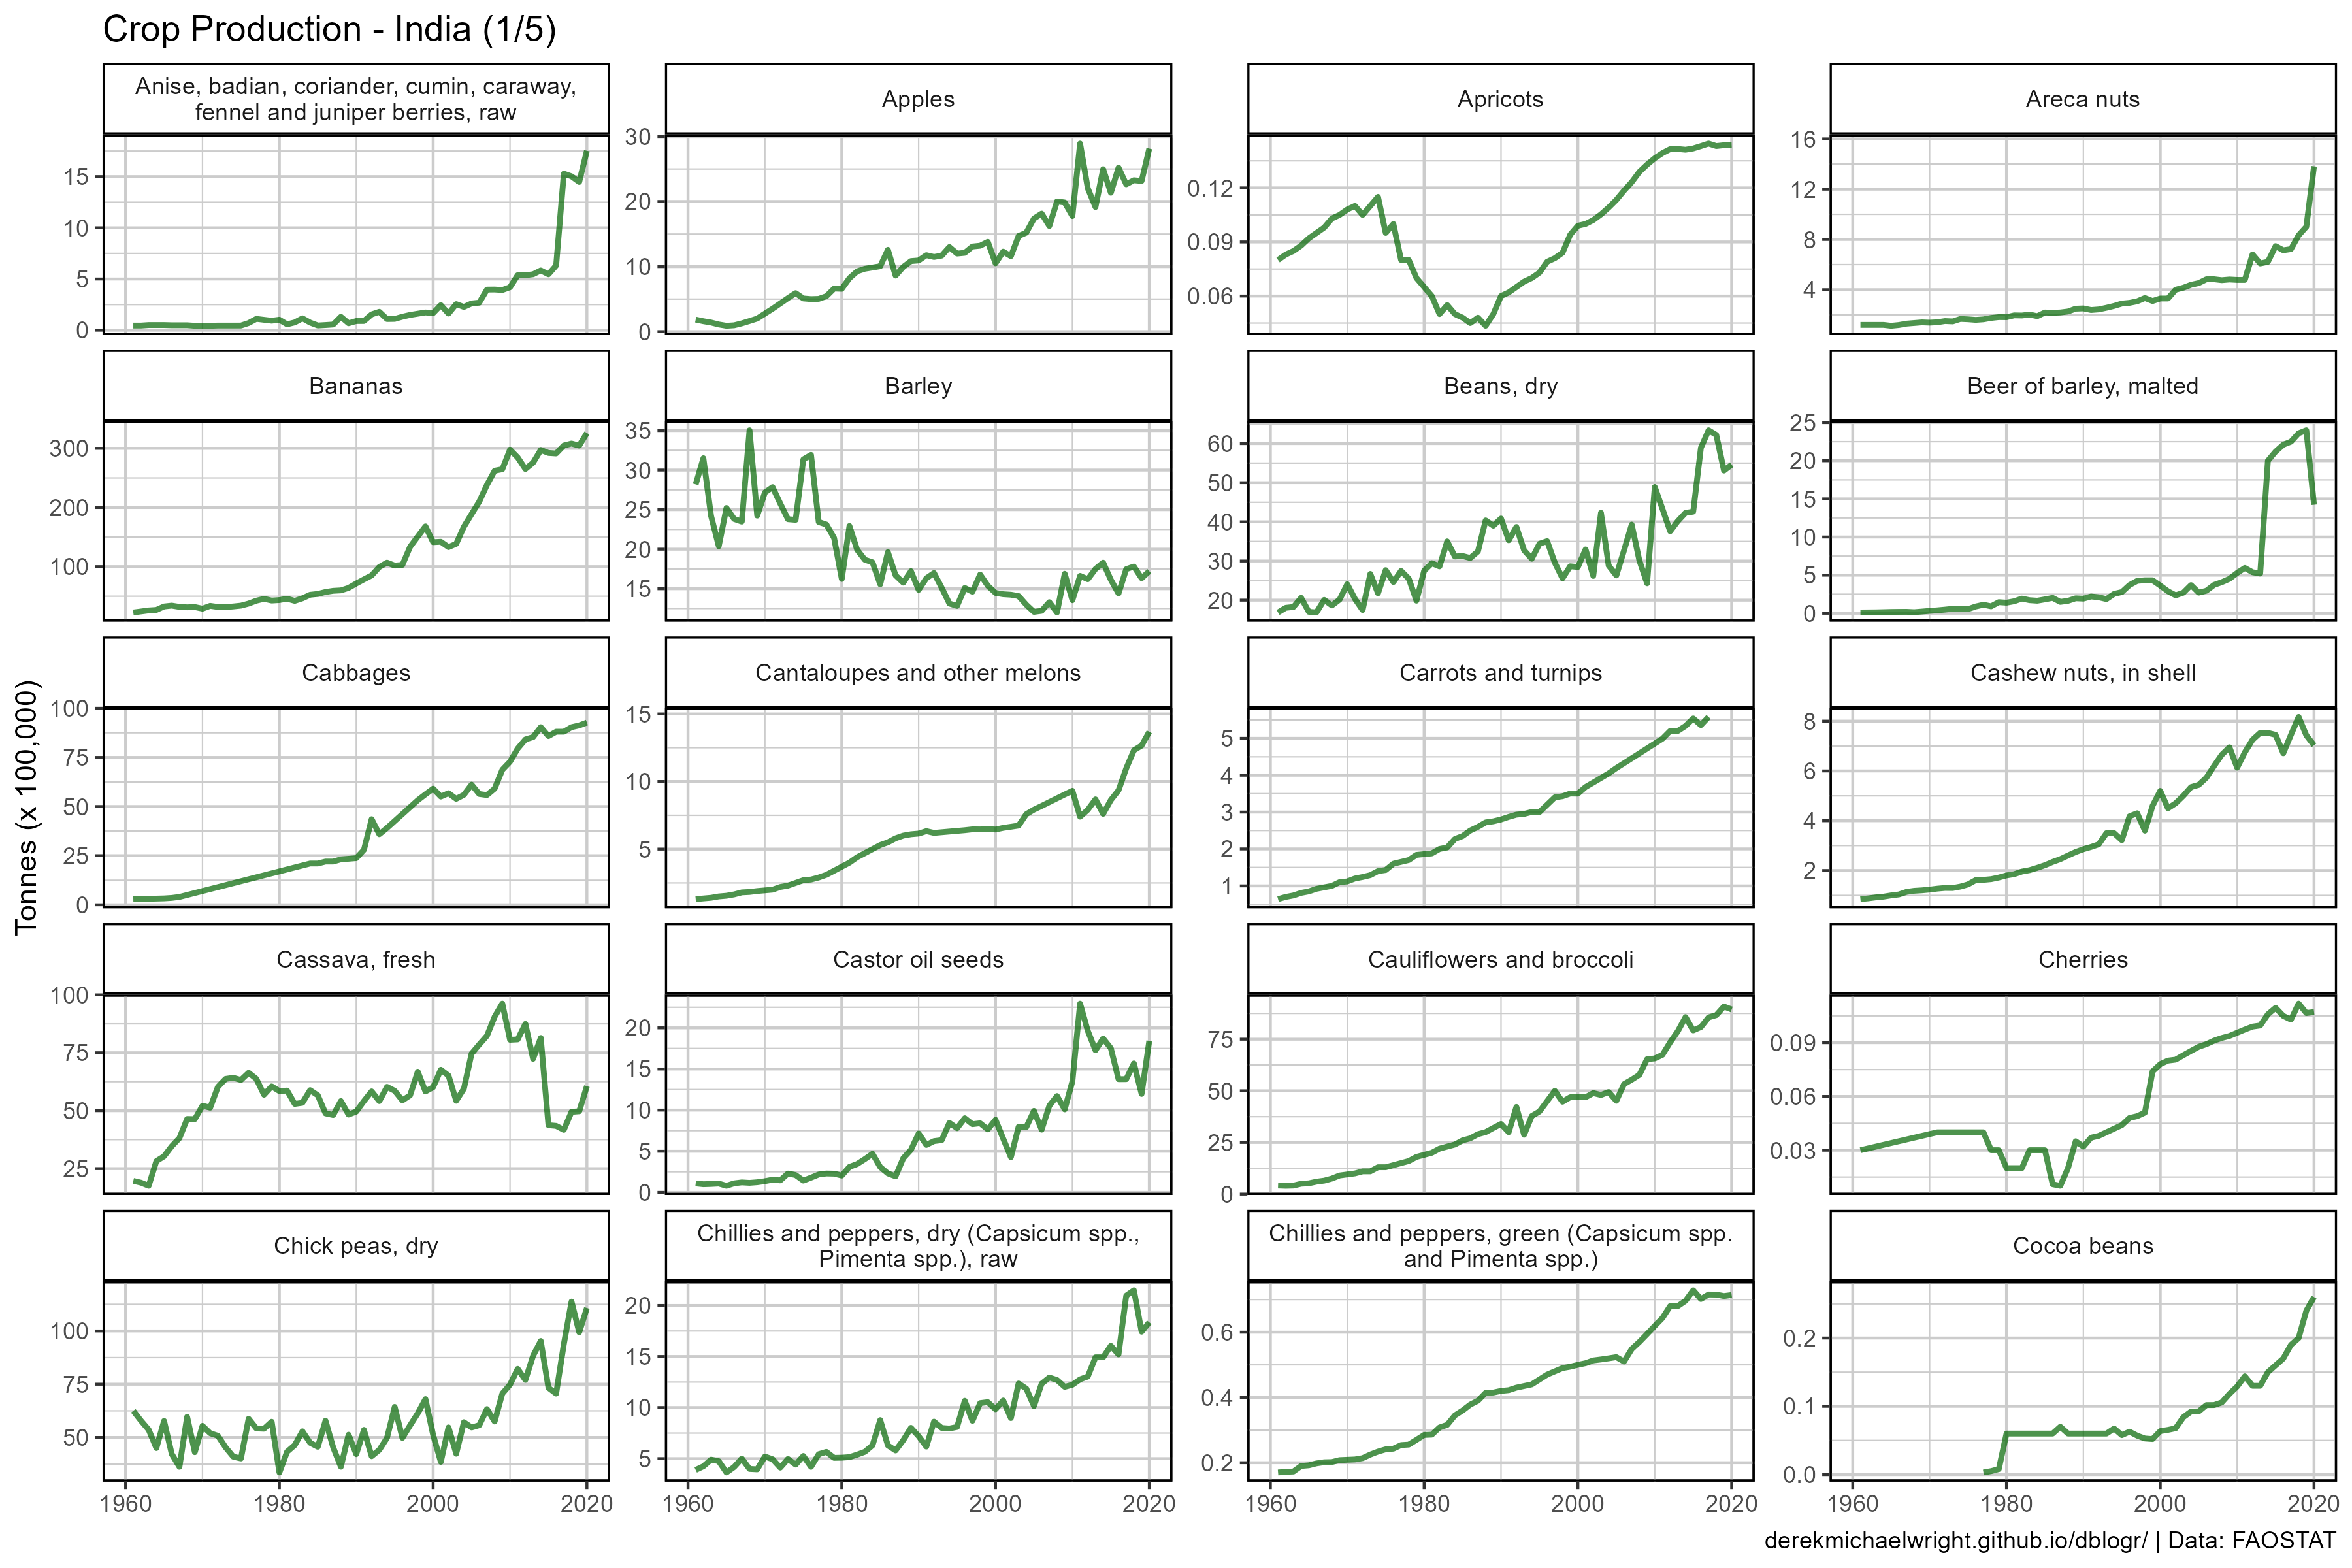 Crop Production - India (1/5)
Tonnes (x 100,000)
Anise, badian, coriander, cumin, caraway,
fennel and juniper berries, raw
15
10
5
0
Apples
30
20
10
0
Apricots
0.12
0.09
0.06
Areca nuts
16
12
8
4
Bananas
300
200
100
Barley
35
30
25
20
15
Beans, dry
60
50
40
30
20
Beer of barley, malted
25
20
15
10
5
0
Cabbages
100
75
50
25
0
Cantaloupes and other melons
15
10
5
Carrots and turnips
5
4
3
2
1
Cashew nuts, in shell
8
6
4
2
Cassava, fresh
100
75
50
25
Castor oil seeds
20
15
10
5
0
Cauliflowers and broccoli
75
50
25
0
Cherries
0.09
0.06
0.03
Chick peas, dry
100
75
50
1960 1980 2000 2020
Chillies and peppers, dry (Capsicum spp.,
Pimenta spp.), raw
20
15
10
5
1960 1980 2000 2020
Chillies and peppers, green (Capsicum spp.
and Pimenta spp.)
0.6
0.4
0.2
1960 1980 2000 2020
Cocoa beans
0.2
0.1
0.0
1960 1980 2000 2020
derekmichaelwright.github.io/dblogr/ | Data: FAOSTAT